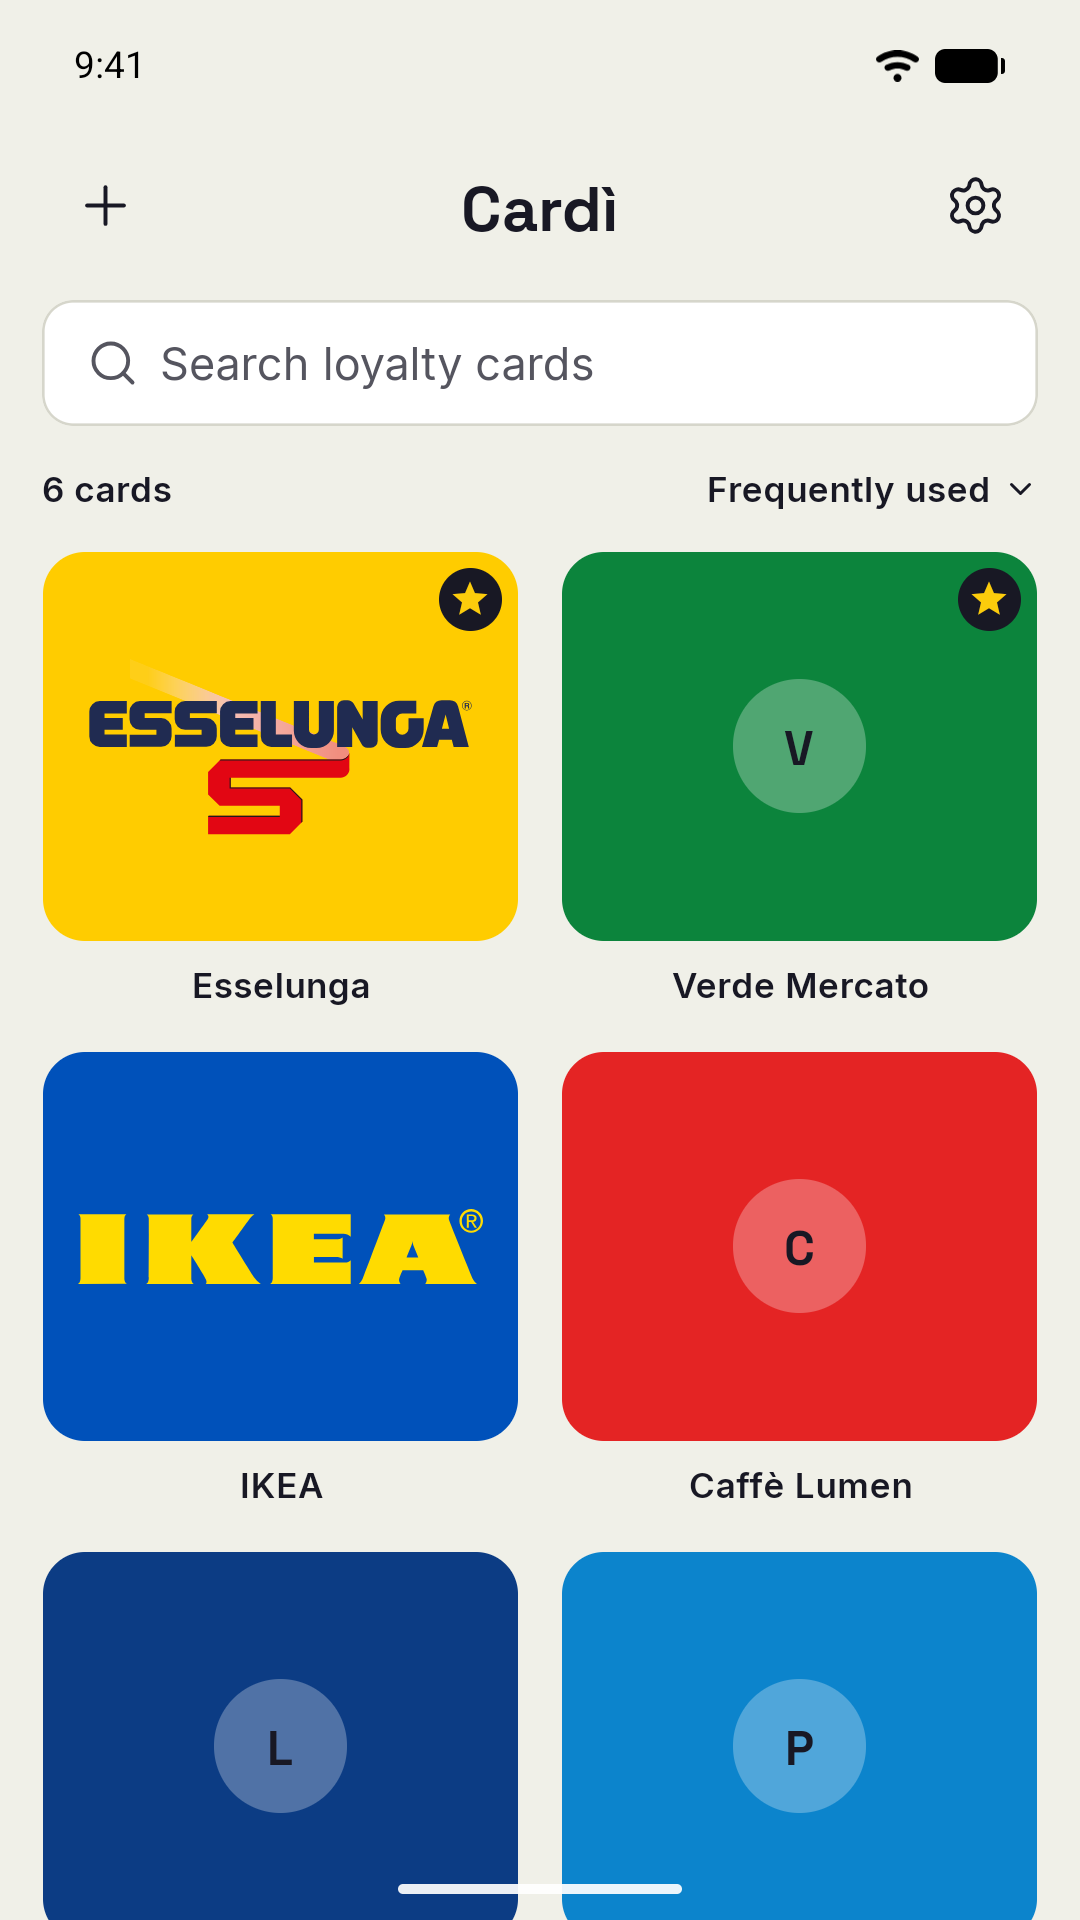 9:41
Cardì
Search loyalty cards
6 cards
Frequently used
ESSELUNGA®
V
Esselunga
Verde Mercato
IKEA®
C
IKEA
Caffè Lumen
L
P